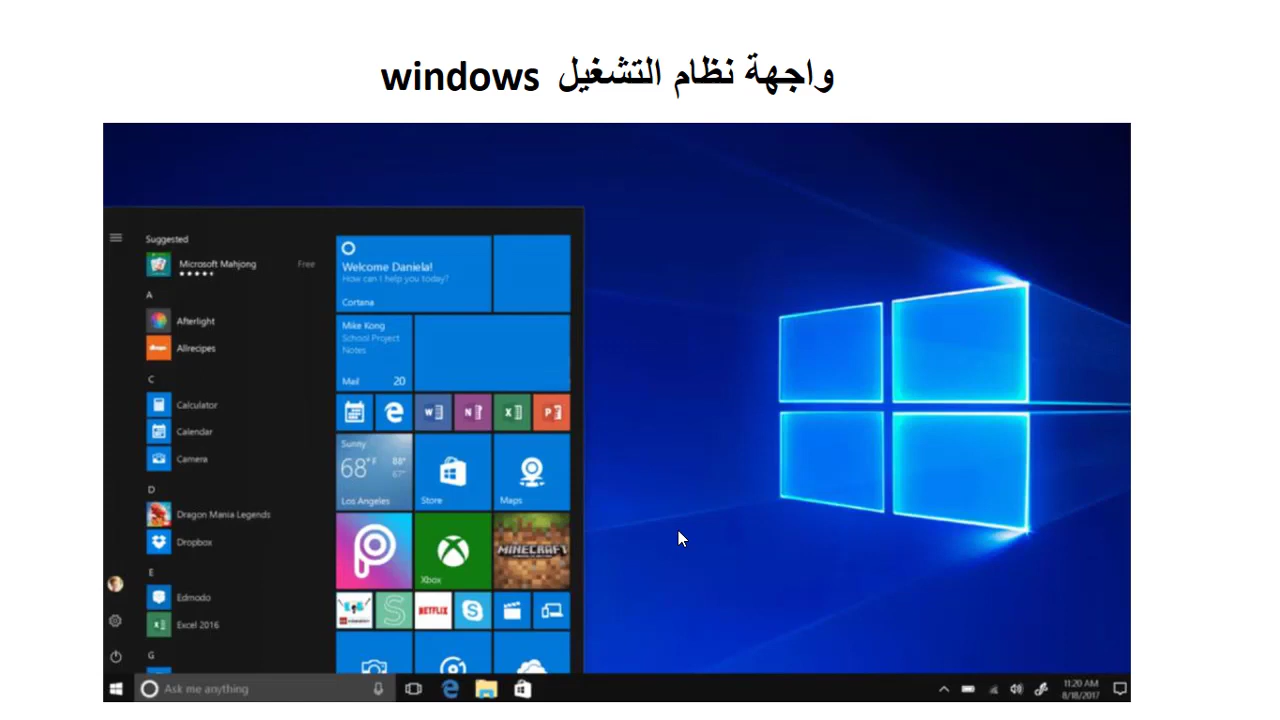 واجهة نظام التشغيل windows
Suggested
Microsoft Mahjong
Free
A
Afterlight
Allrecipes
C
Calculator
Calendar
Camera
D
Dragon Mania Legends
Dropbox
E
Edmodo
Excel 2016
G
Welcome Daniela!
How can I help you today?
Cortana
Mike Kong
School Project
Notes
Mail 20
W N X P
Sunny
68°F 88°
67°
Los Angeles
Store
Maps
Xbox
MINECRAFT
NETFLIX
Ask me anything
11:20 AM
8/18/2017